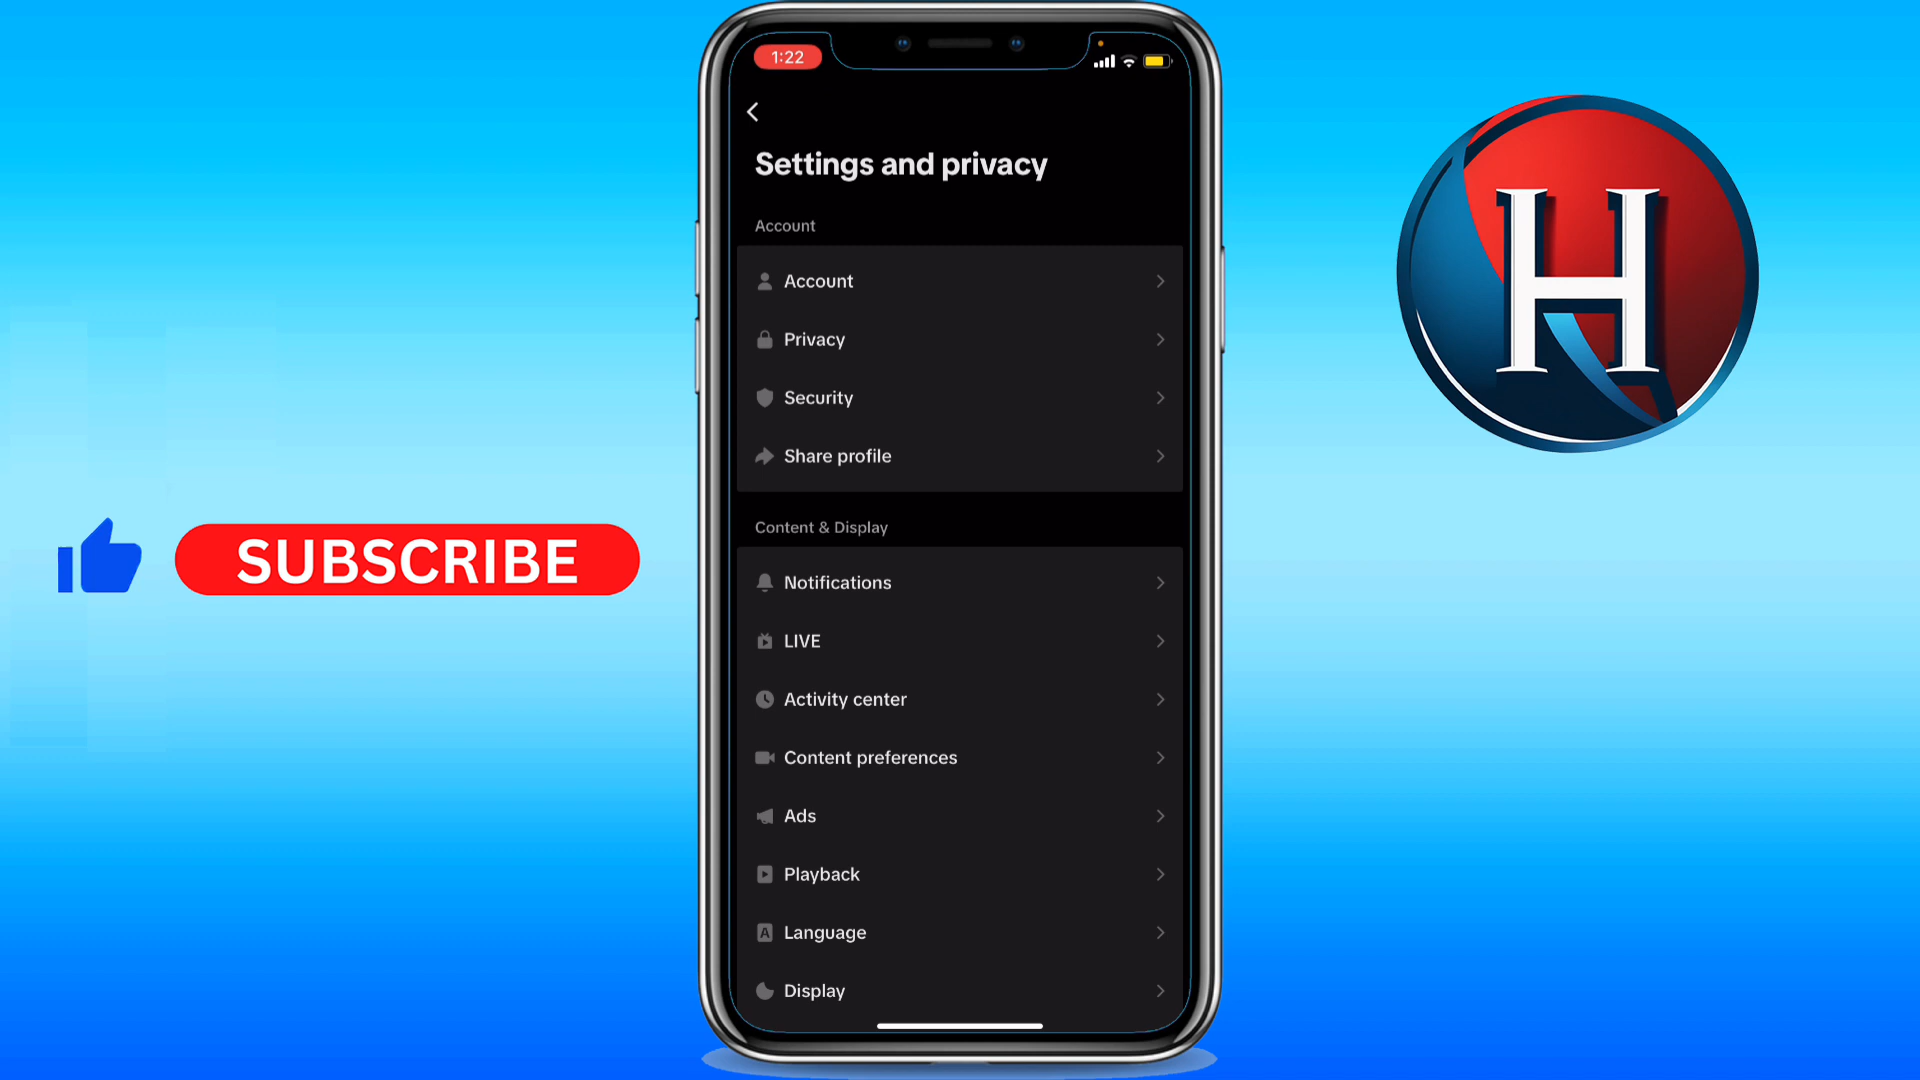 1:22
Settings and privacy
Account
Account
Privacy
Security
Share profile
Content & Display
Notifications
LIVE
Activity center
Content preferences
Ads
Playback
A Language
Display
SUBSCRIBE
H